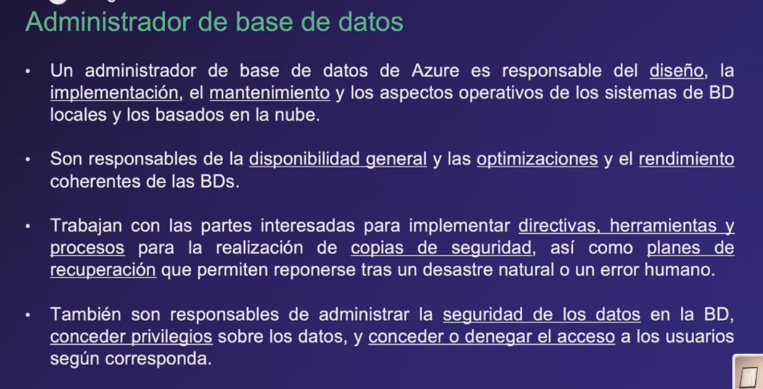 Administrador de base de datos
• Un administrador de base de datos de Azure es responsable del diseño, la
implementación, el mantenimiento y los aspectos operativos de los sistemas de BD
locales y los basados en la nube.
• Son responsables de la disponibilidad general y las optimizaciones y el rendimiento
coherentes de las BDs.
• Trabajan con las partes interesadas para implementar directivas, herramientas y
procesos para la realización de copias de seguridad, así como planes de
recuperación que permiten reponerse tras un desastre natural o un error humano.
• También son responsables de administrar la seguridad de los datos en la BD,
conceder privilegios sobre los datos, y conceder o denegar el acceso a los usuarios
según corresponda.